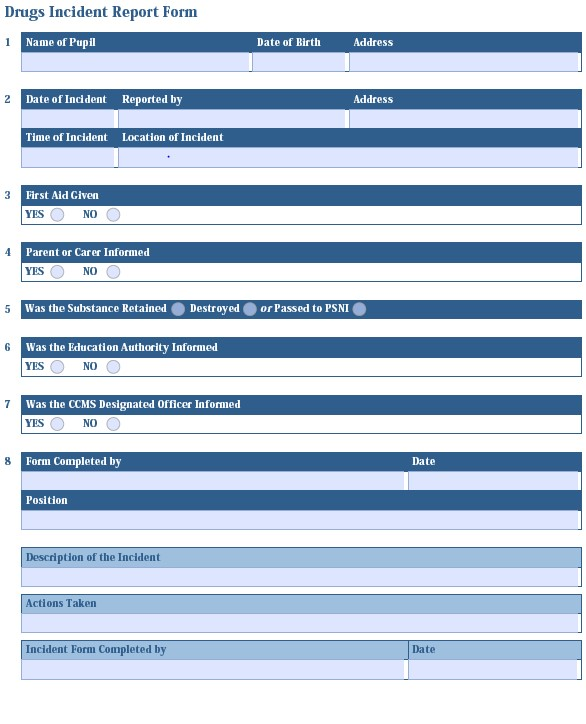 Drugs Incident Report Form
1 Name of Pupil Date of Birth Address
2 Date of Incident Reported by Address
Time of Incident Location of Incident
3 First Aid Given
YES NO
4 Parent or Carer Informed
YES NO
5 Was the Substance Retained Destroyed or Passed to PSNI
6 Was the Education Authority Informed
YES NO
7 Was the CCMS Designated Officer Informed
YES NO
8 Form Completed by Date
Position
Description of the Incident
Actions Taken
Incident Form Completed by Date